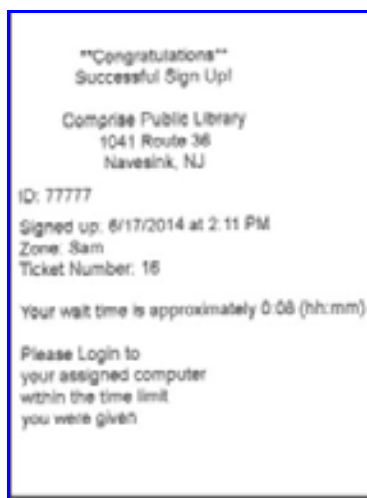 **Congratulations**
Successful Sign Up!
Comprise Public Library
1041 Route 36
Navesink, NJ
ID: 77777
Signed up: 6/17/2014 at 2:11 PM
Zone: Sam
Ticket Number: 16
Your wait time is approximately 0:08 (hh:mm)
Please Login to
your assigned computer
within the time limit
you were given